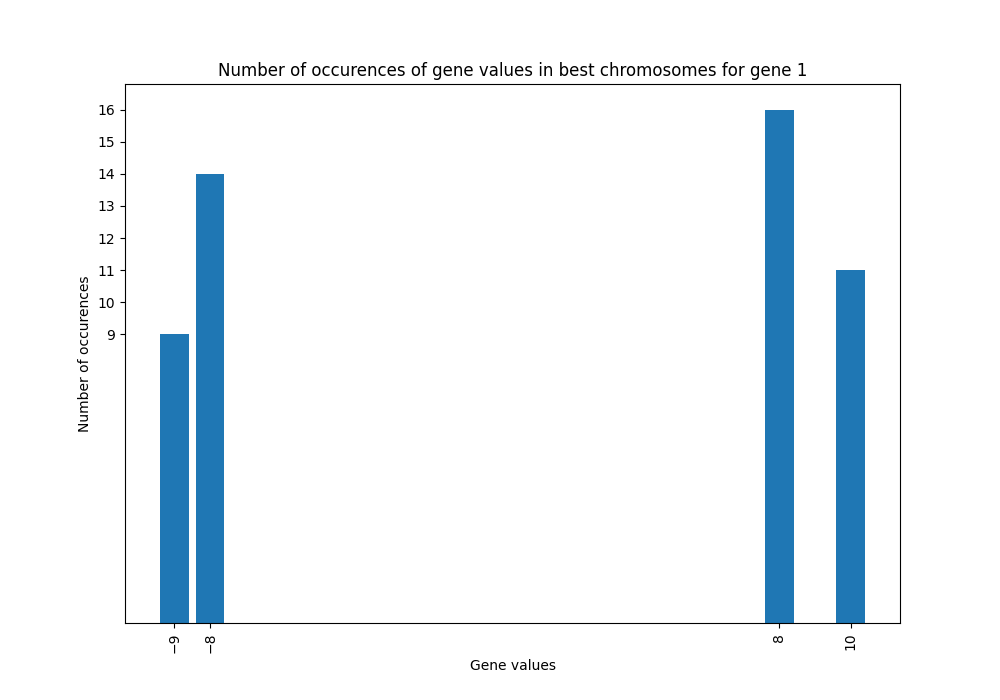 Number of occurences of gene values in best chromosomes for gene 1
16
15
14
13
12
11
10
9
Number of occurences
−9 −8 8 10
Gene values